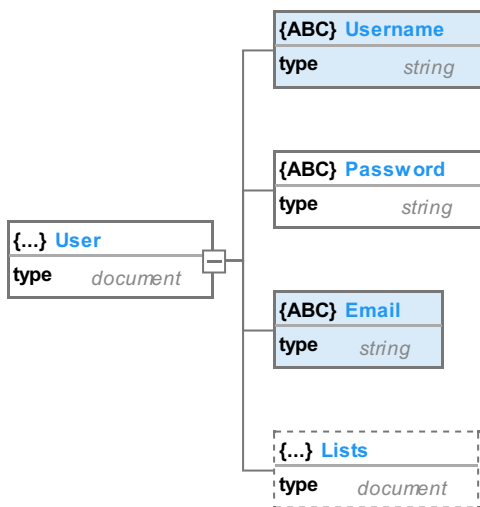 {ABC} Username
type string
{ABC} Password
type string
{...} User
type document
{ABC} Email
type string
{...} Lists
type document